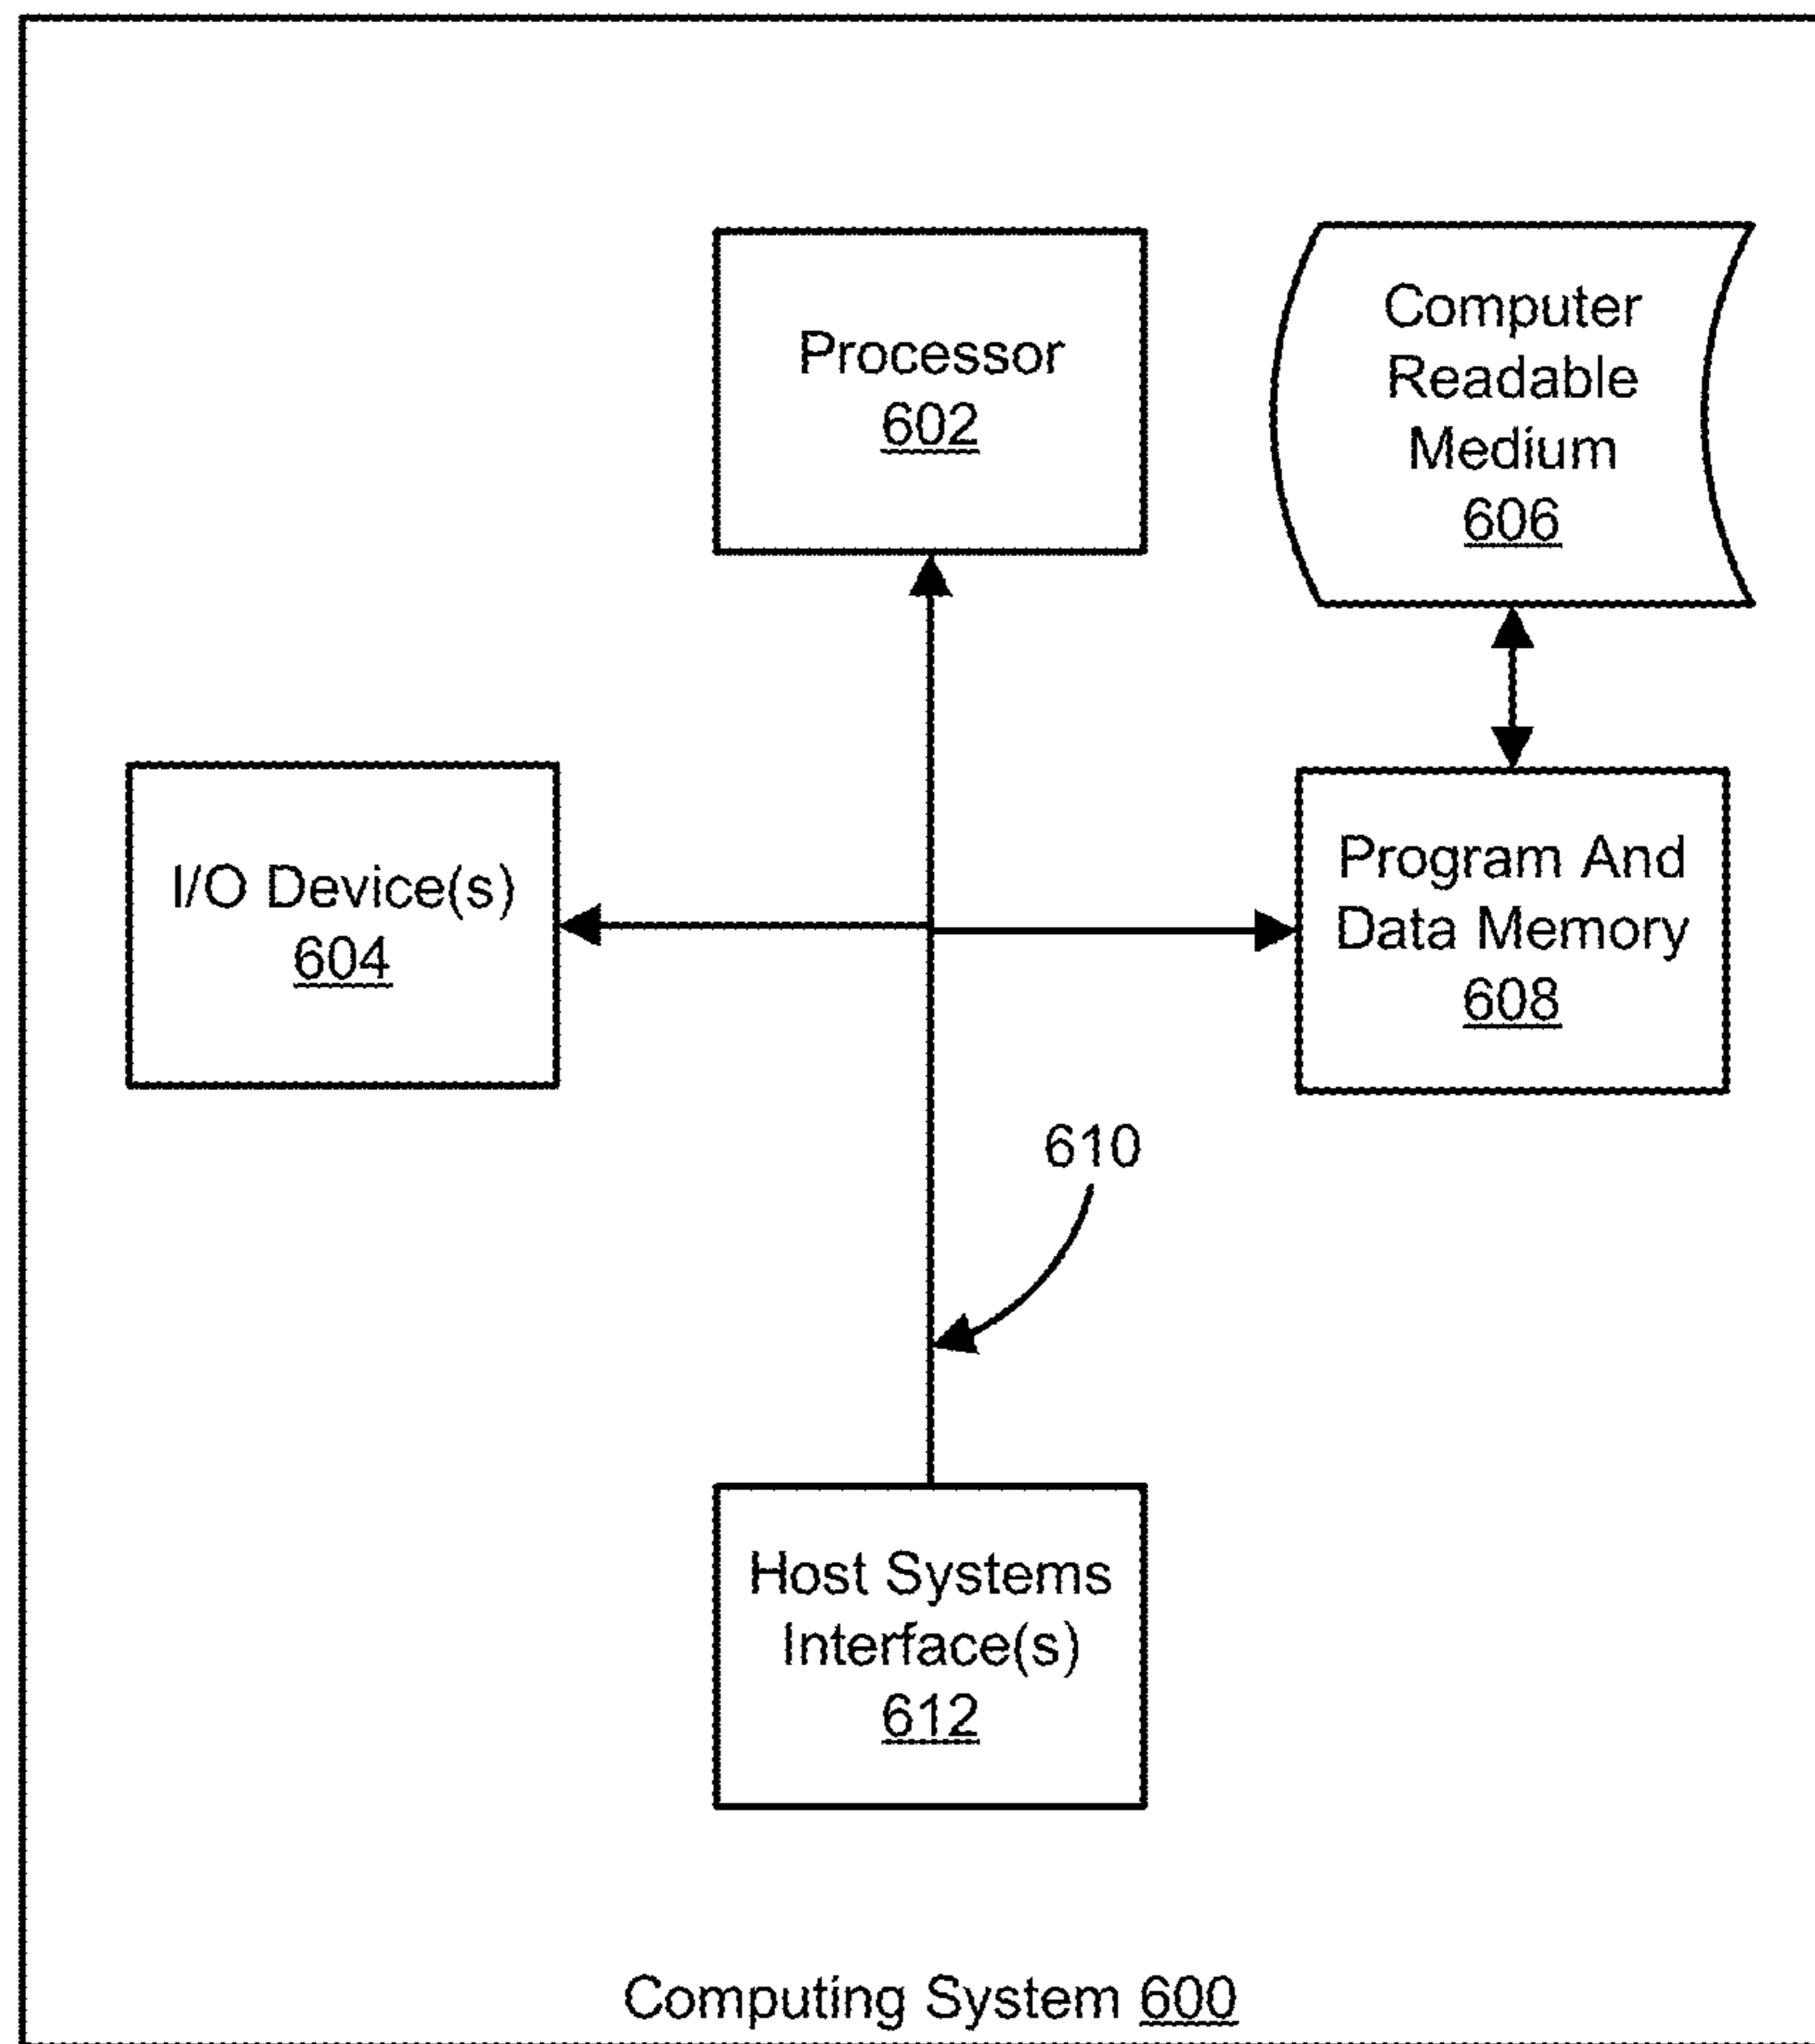 Processor
602
Computer
Readable
Medium
606
I/O Device(s)
604
Program And
Data Memory
608
610
Host Systems
Interface(s)
612
Computing System 600